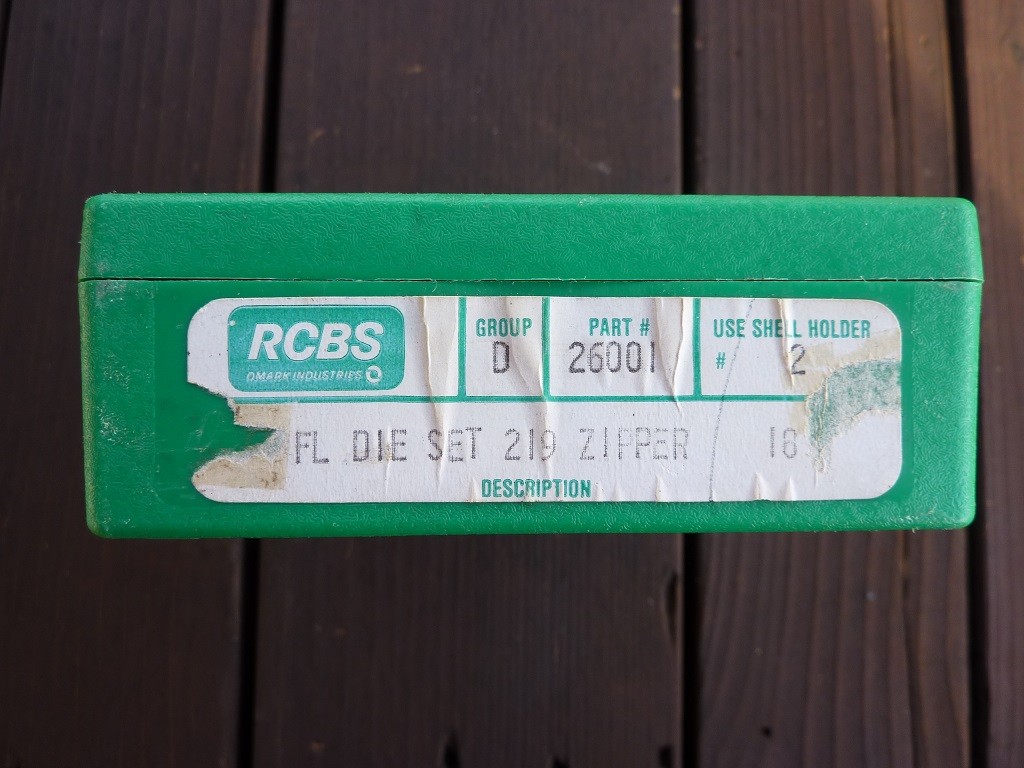 RCBS
OMARK INDUSTRIES
GROUP
D
PART #
26001
USE SHELL HOLDER
# 2
FL DIE SET 219 ZIPPER 18
DESCRIPTION